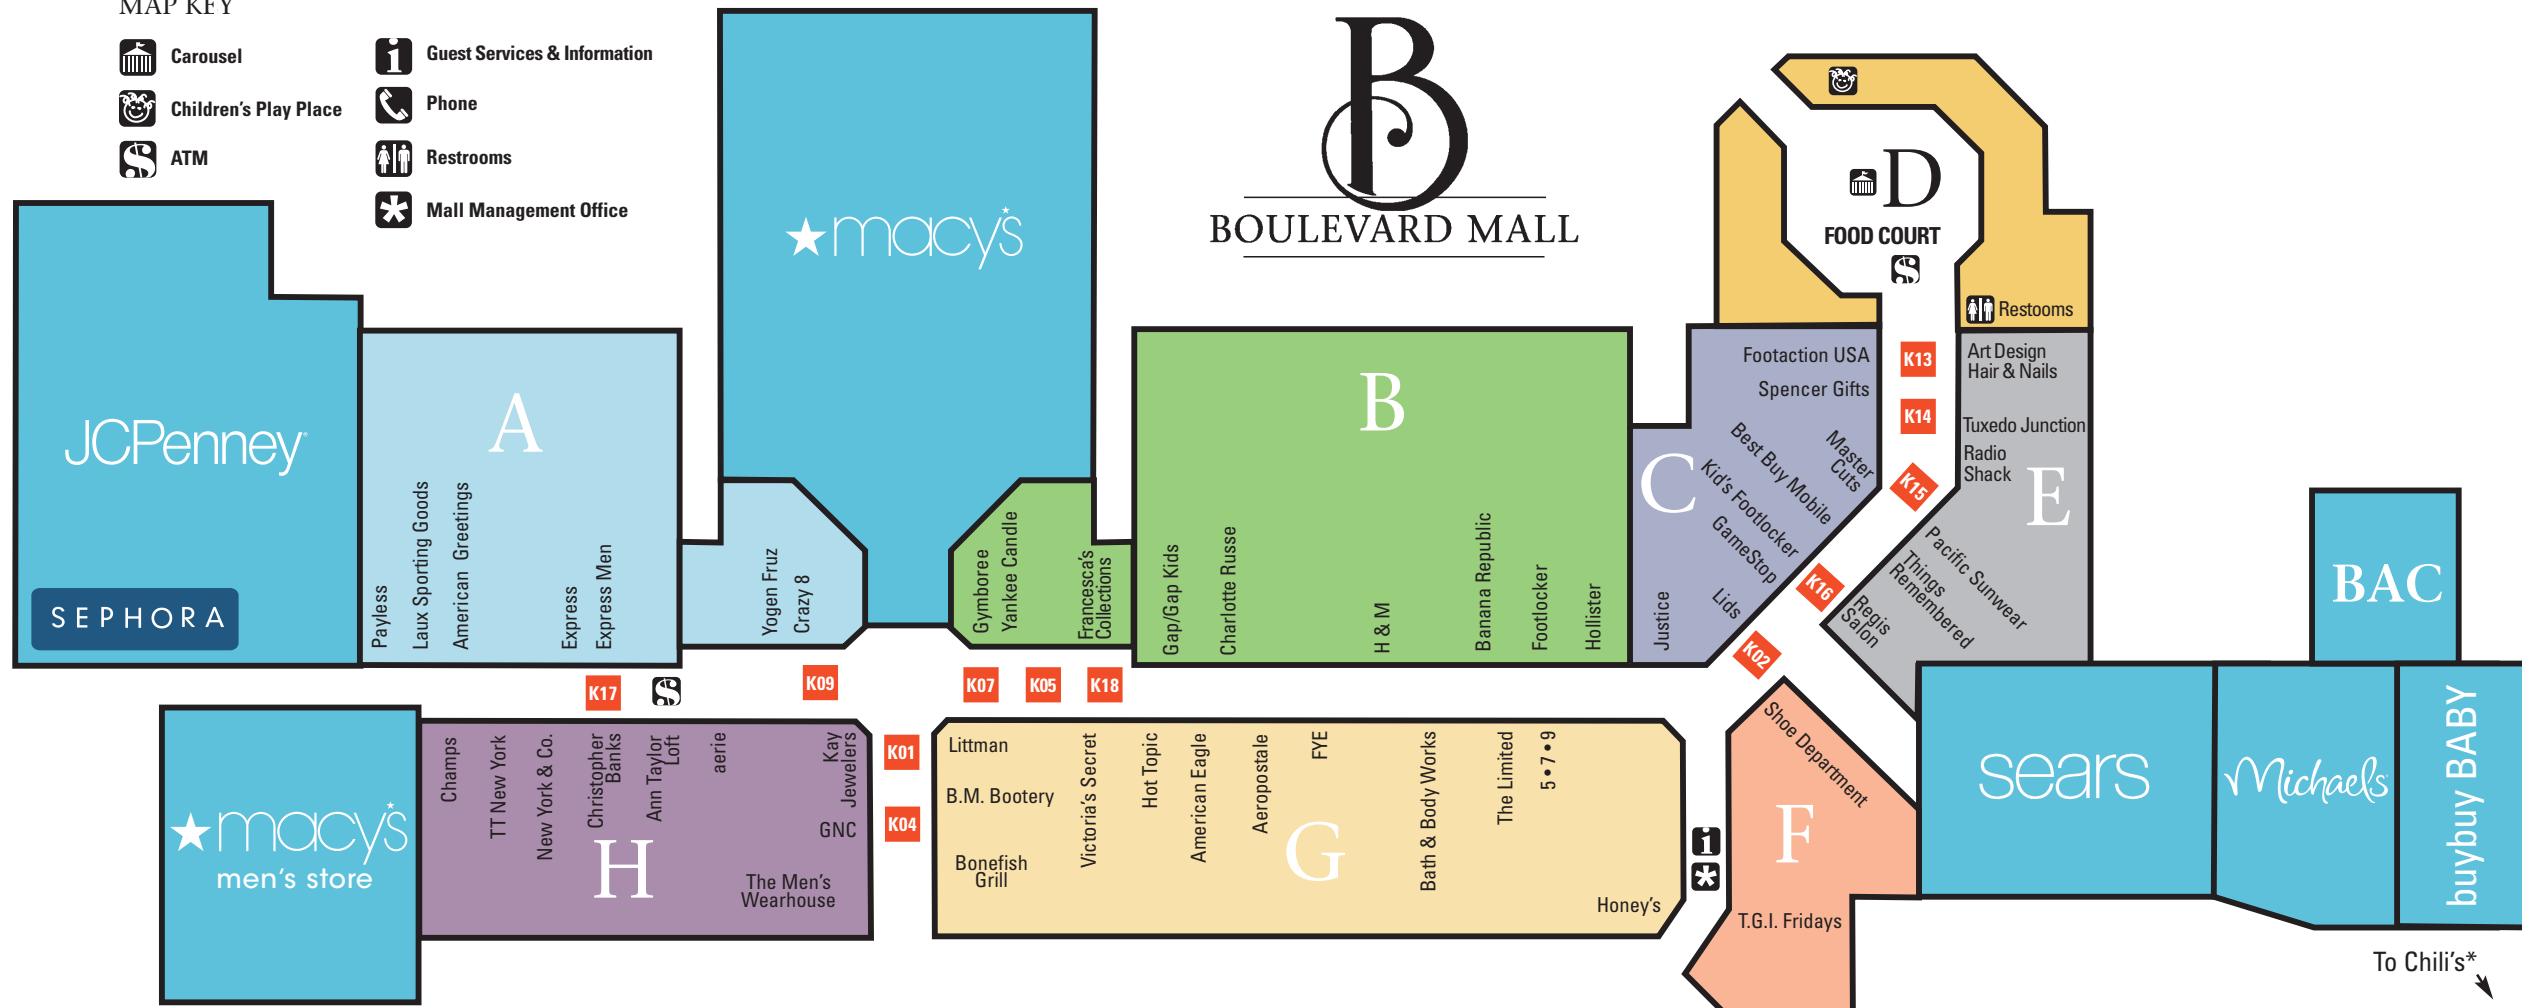 MAP KEY
Carousel
Children's Play Place
ATM
Guest Services & Information
Phone
Restrooms
Mall Management Office
B
BOULEVARD MALL
macy's
JCPenney
SEPHORA
A
Payless
Laux Sporting Goods
American Greetings
Express
Express Men
Yogen Fruz
Crazy 8
Gymboree
Yankee Candle
Francesca's
Collections
B
Gap/Gap Kids
Charlotte Russe
H & M
Banana Republic
Footlocker
Hollister
C
Footaction USA
Spencer Gifts
Master
Cuts
Best Buy Mobile
Kid's Footlocker
GameStop
Lids
Justice
D
FOOD COURT
Restooms
E
Art Design
Hair & Nails
Tuxedo Junction
Radio
Shack
Pacific Sunwear
Things
Remembered
Regis
Salon
K13
K14
K15
K16
K02
K17
K09
K07
K05
K18
K01
K04
macy's
men's store
H
Champs
TT New York
New York & Co.
Christopher
Banks
Ann Taylor
Loft
aerie
Kay
Jewelers
GNC
The Men's
Wearhouse
G
Littman
B.M. Bootery
Bonefish
Grill
Victoria's Secret
Hot Topic
American Eagle
Aeropostale
FYE
Bath & Body Works
The Limited
5•7•9
Honey's
F
Shoe Department
T.G.I. Fridays
sears
Michaels
BAC
buybuy BABY
To Chili's*